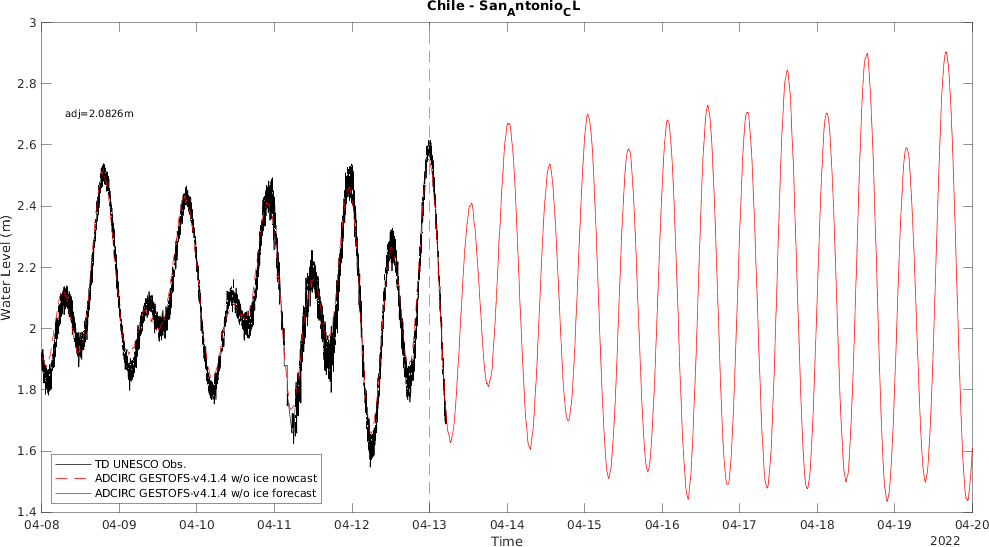 Chile - San_Antonio_CL
3
2.8
2.6
2.4
2.2
2
1.8
1.6
1.4
Water Level (m)
adj=2.0826m
TD UNESCO Obs.
ADCIRC GESTOFS-v4.1.4 w/o ice nowcast
ADCIRC GESTOFS-v4.1.4 w/o ice forecast
04-08 04-09 04-10 04-11 04-12 04-13 04-14 04-15 04-16 04-17 04-18 04-19 04-20
Time
2022